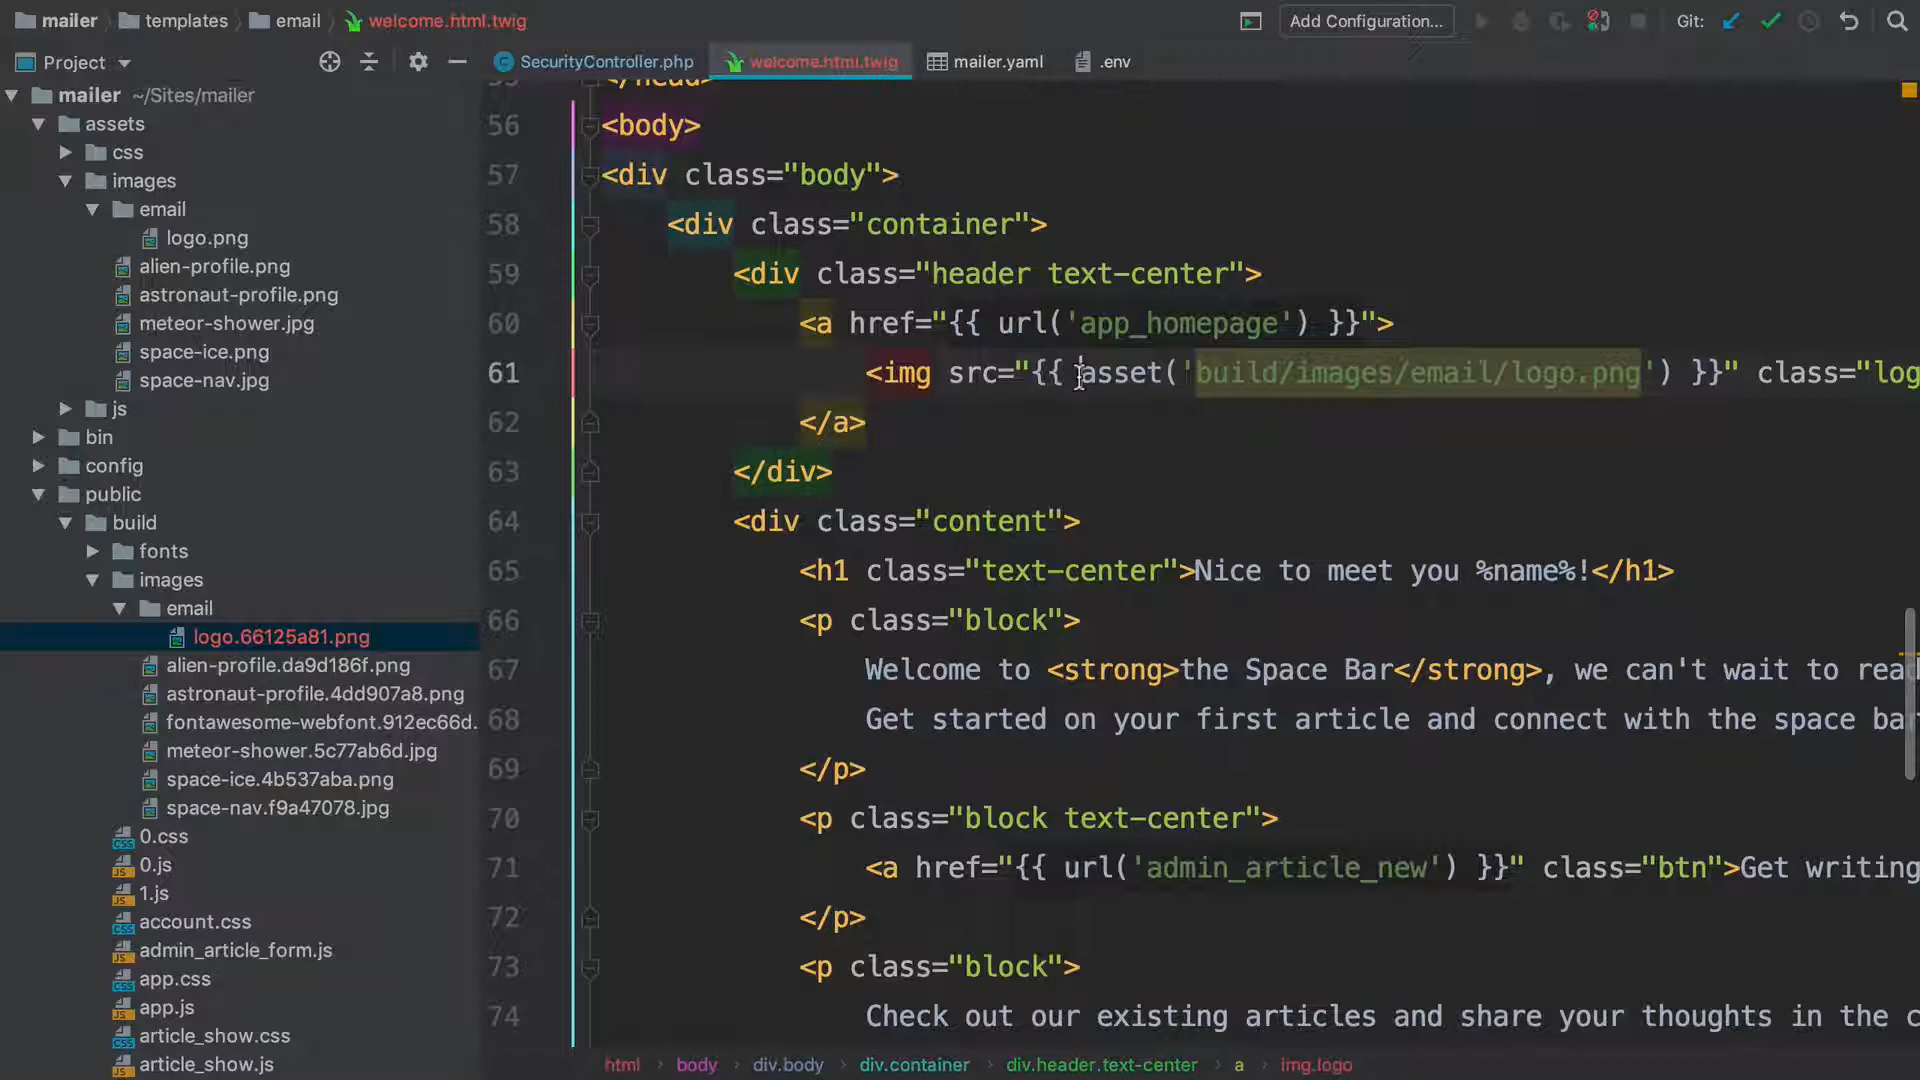 mailer templates email welcome.html.twig Add Configuration... Git:
Project SecurityController.php welcome.html.twig mailer.yaml .env
mailer ~/Sites/mailer
assets
css
images
email
logo.png
alien-profile.png
astronaut-profile.png
meteor-shower.jpg
space-ice.png
space-nav.jpg
js
bin
config
public
build
fonts
images
email
logo.66125a81.png
alien-profile.da9d186f.png
astronaut-profile.4dd907a8.png
fontawesome-webfont.912ec66d.
meteor-shower.5c77ab6d.jpg
space-ice.4b537aba.png
space-nav.f9a47078.jpg
0.css
0.js
1.js
account.css
admin_article_form.js
app.css
app.js
article_show.css
article_show.js
55 </head>
56 <body>
57 <div class="body">
58 <div class="container">
59 <div class="header text-center">
60 <a href="{{ url('app_homepage') }}">
61 <img src="{{ asset('build/images/email/logo.png') }}" class="log
62 </a>
63 </div>
64 <div class="content">
65 <h1 class="text-center">Nice to meet you %name%!</h1>
66 <p class="block">
67 Welcome to <strong>the Space Bar</strong>, we can't wait to read
68 Get started on your first article and connect with the space bar
69 </p>
70 <p class="block text-center">
71 <a href="{{ url('admin_article_new') }}" class="btn">Get writing
72 </p>
73 <p class="block">
74 Check out our existing articles and share your thoughts in the c
html body div.body div.container div.header.text-center a img.logo